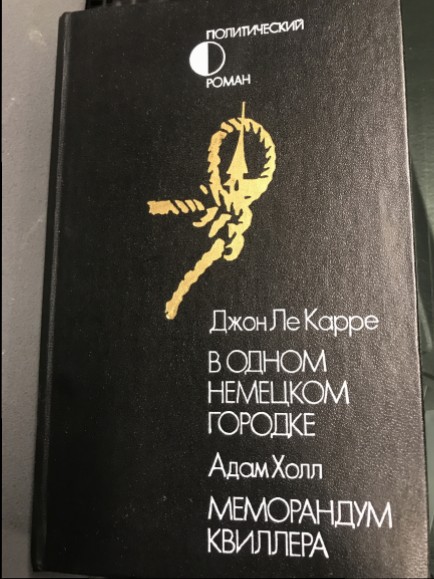 ПОЛИТИЧЕСКИЙ
РОМАН
Джон Ле Карре
В ОДНОМ
НЕМЕЦКОМ
ГОРОДКЕ
Адам Холл
МЕМОРАНДУМ
КВИЛЛЕРА